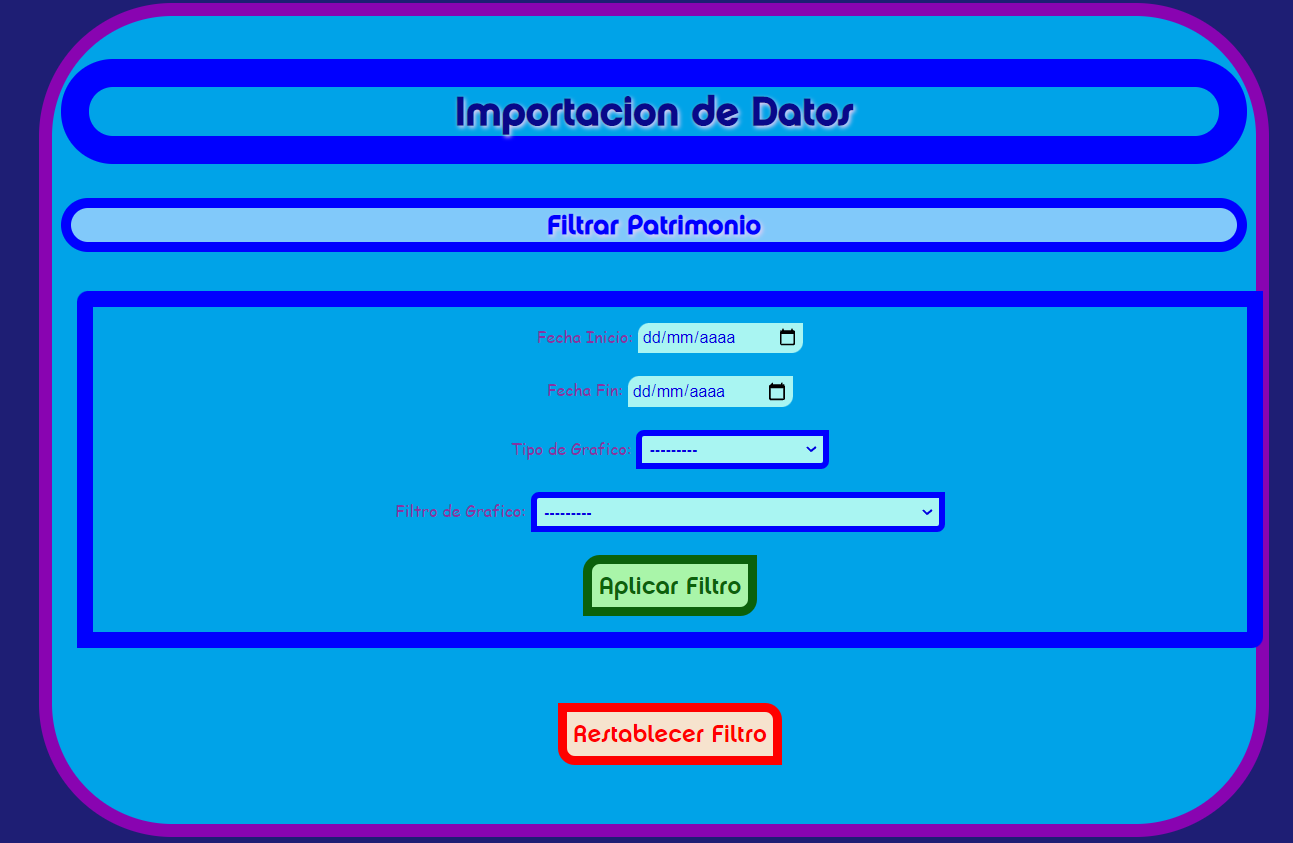 Importacion de Datos
Filtrar Patrimonio
Fecha Inicio: dd/mm/aaaa
Fecha Fin: dd/mm/aaaa
Tipo de Grafico: ---------
Filtro de Grafico: ---------
Aplicar Filtro
Restablecer Filtro